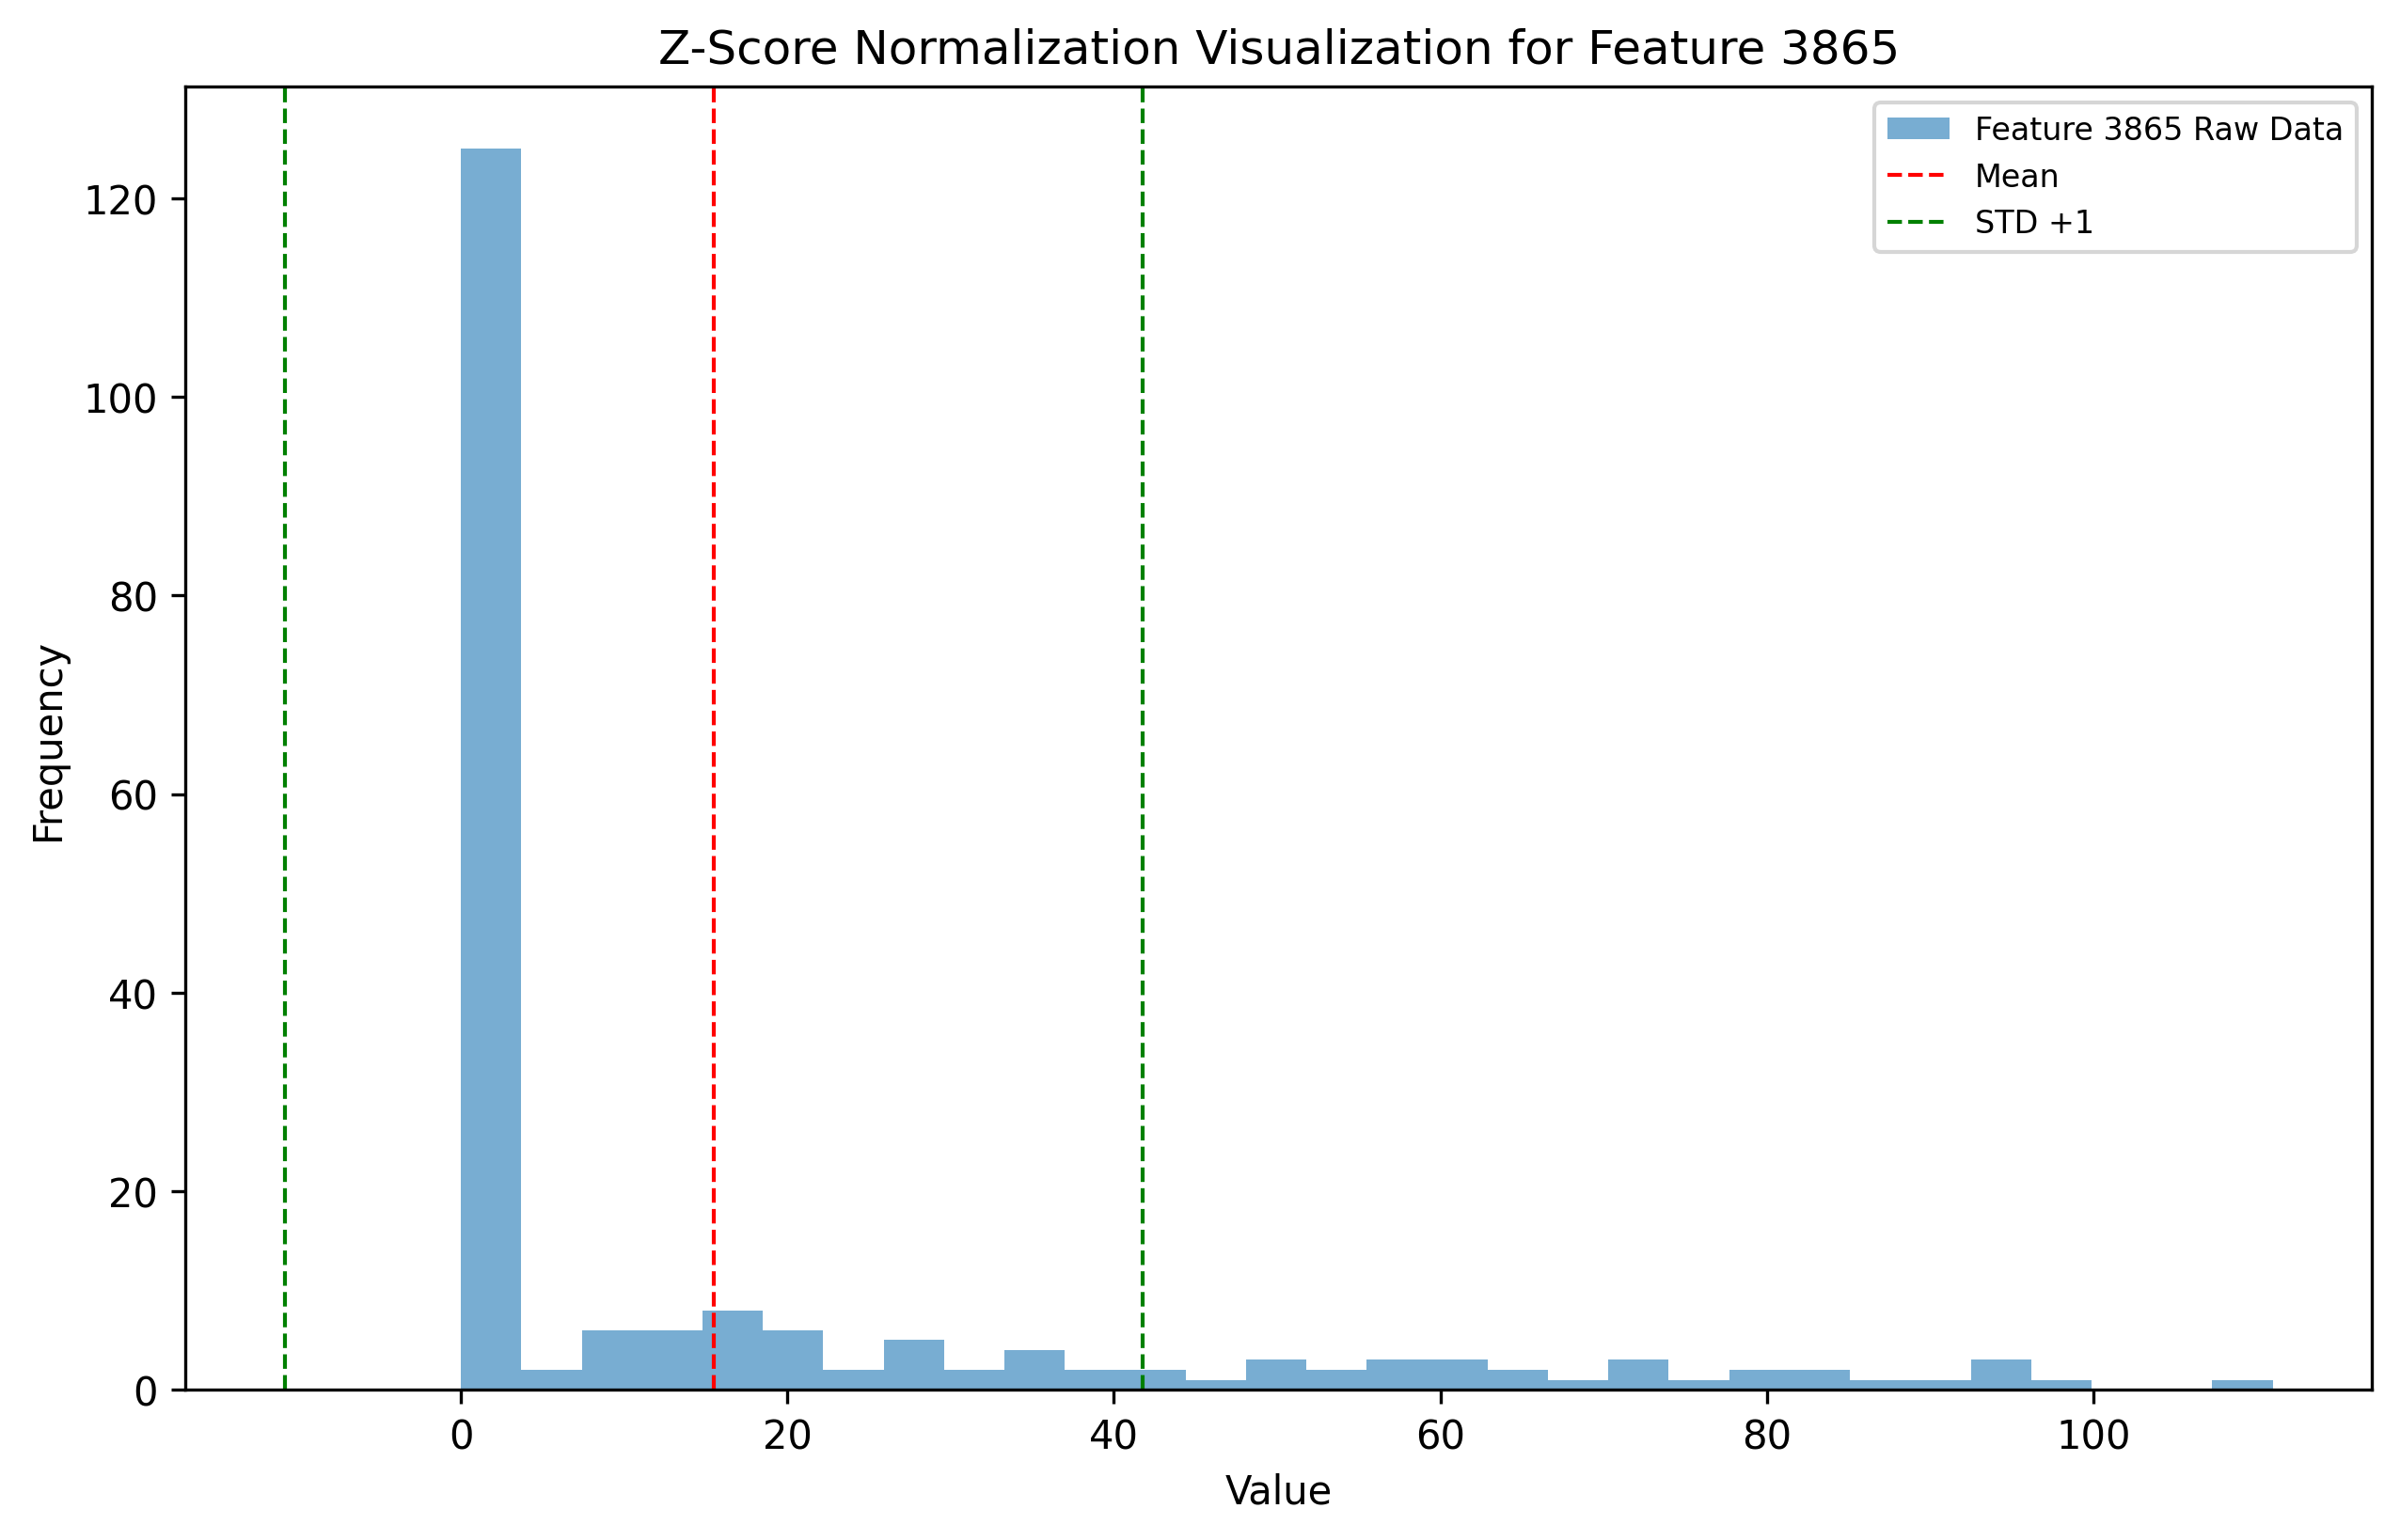 Z-Score Normalization Visualization for Feature 3865
Feature 3865 Raw Data
Mean
STD +1
120
100
80
60
40
20
0
Frequency
0 20 40 60 80 100
Value